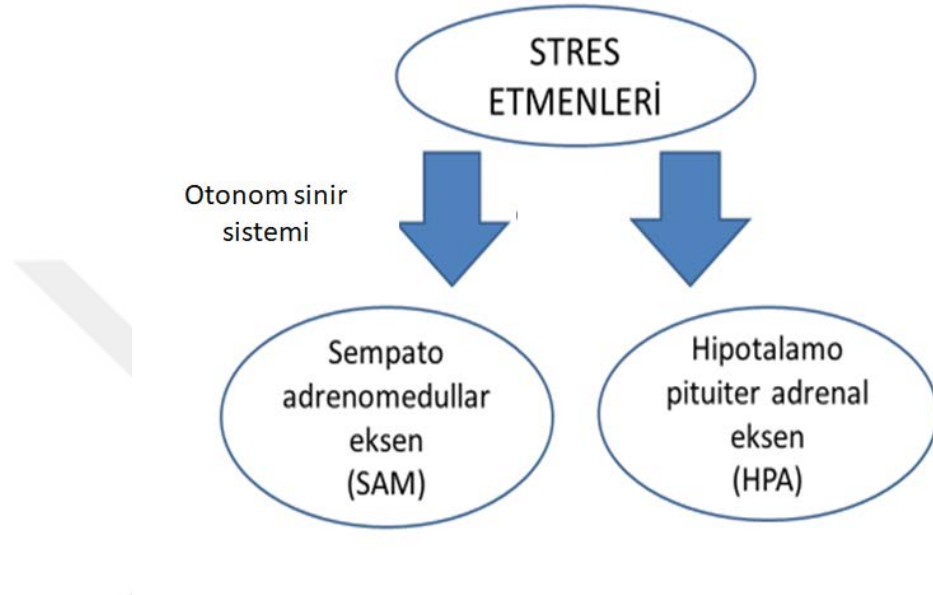 STRES
ETMENLERİ
Otonom sinir
sistemi
Sempato
adrenomedullar
eksen
(SAM)
Hipotalamo
pituiter adrenal
eksen
(HPA)